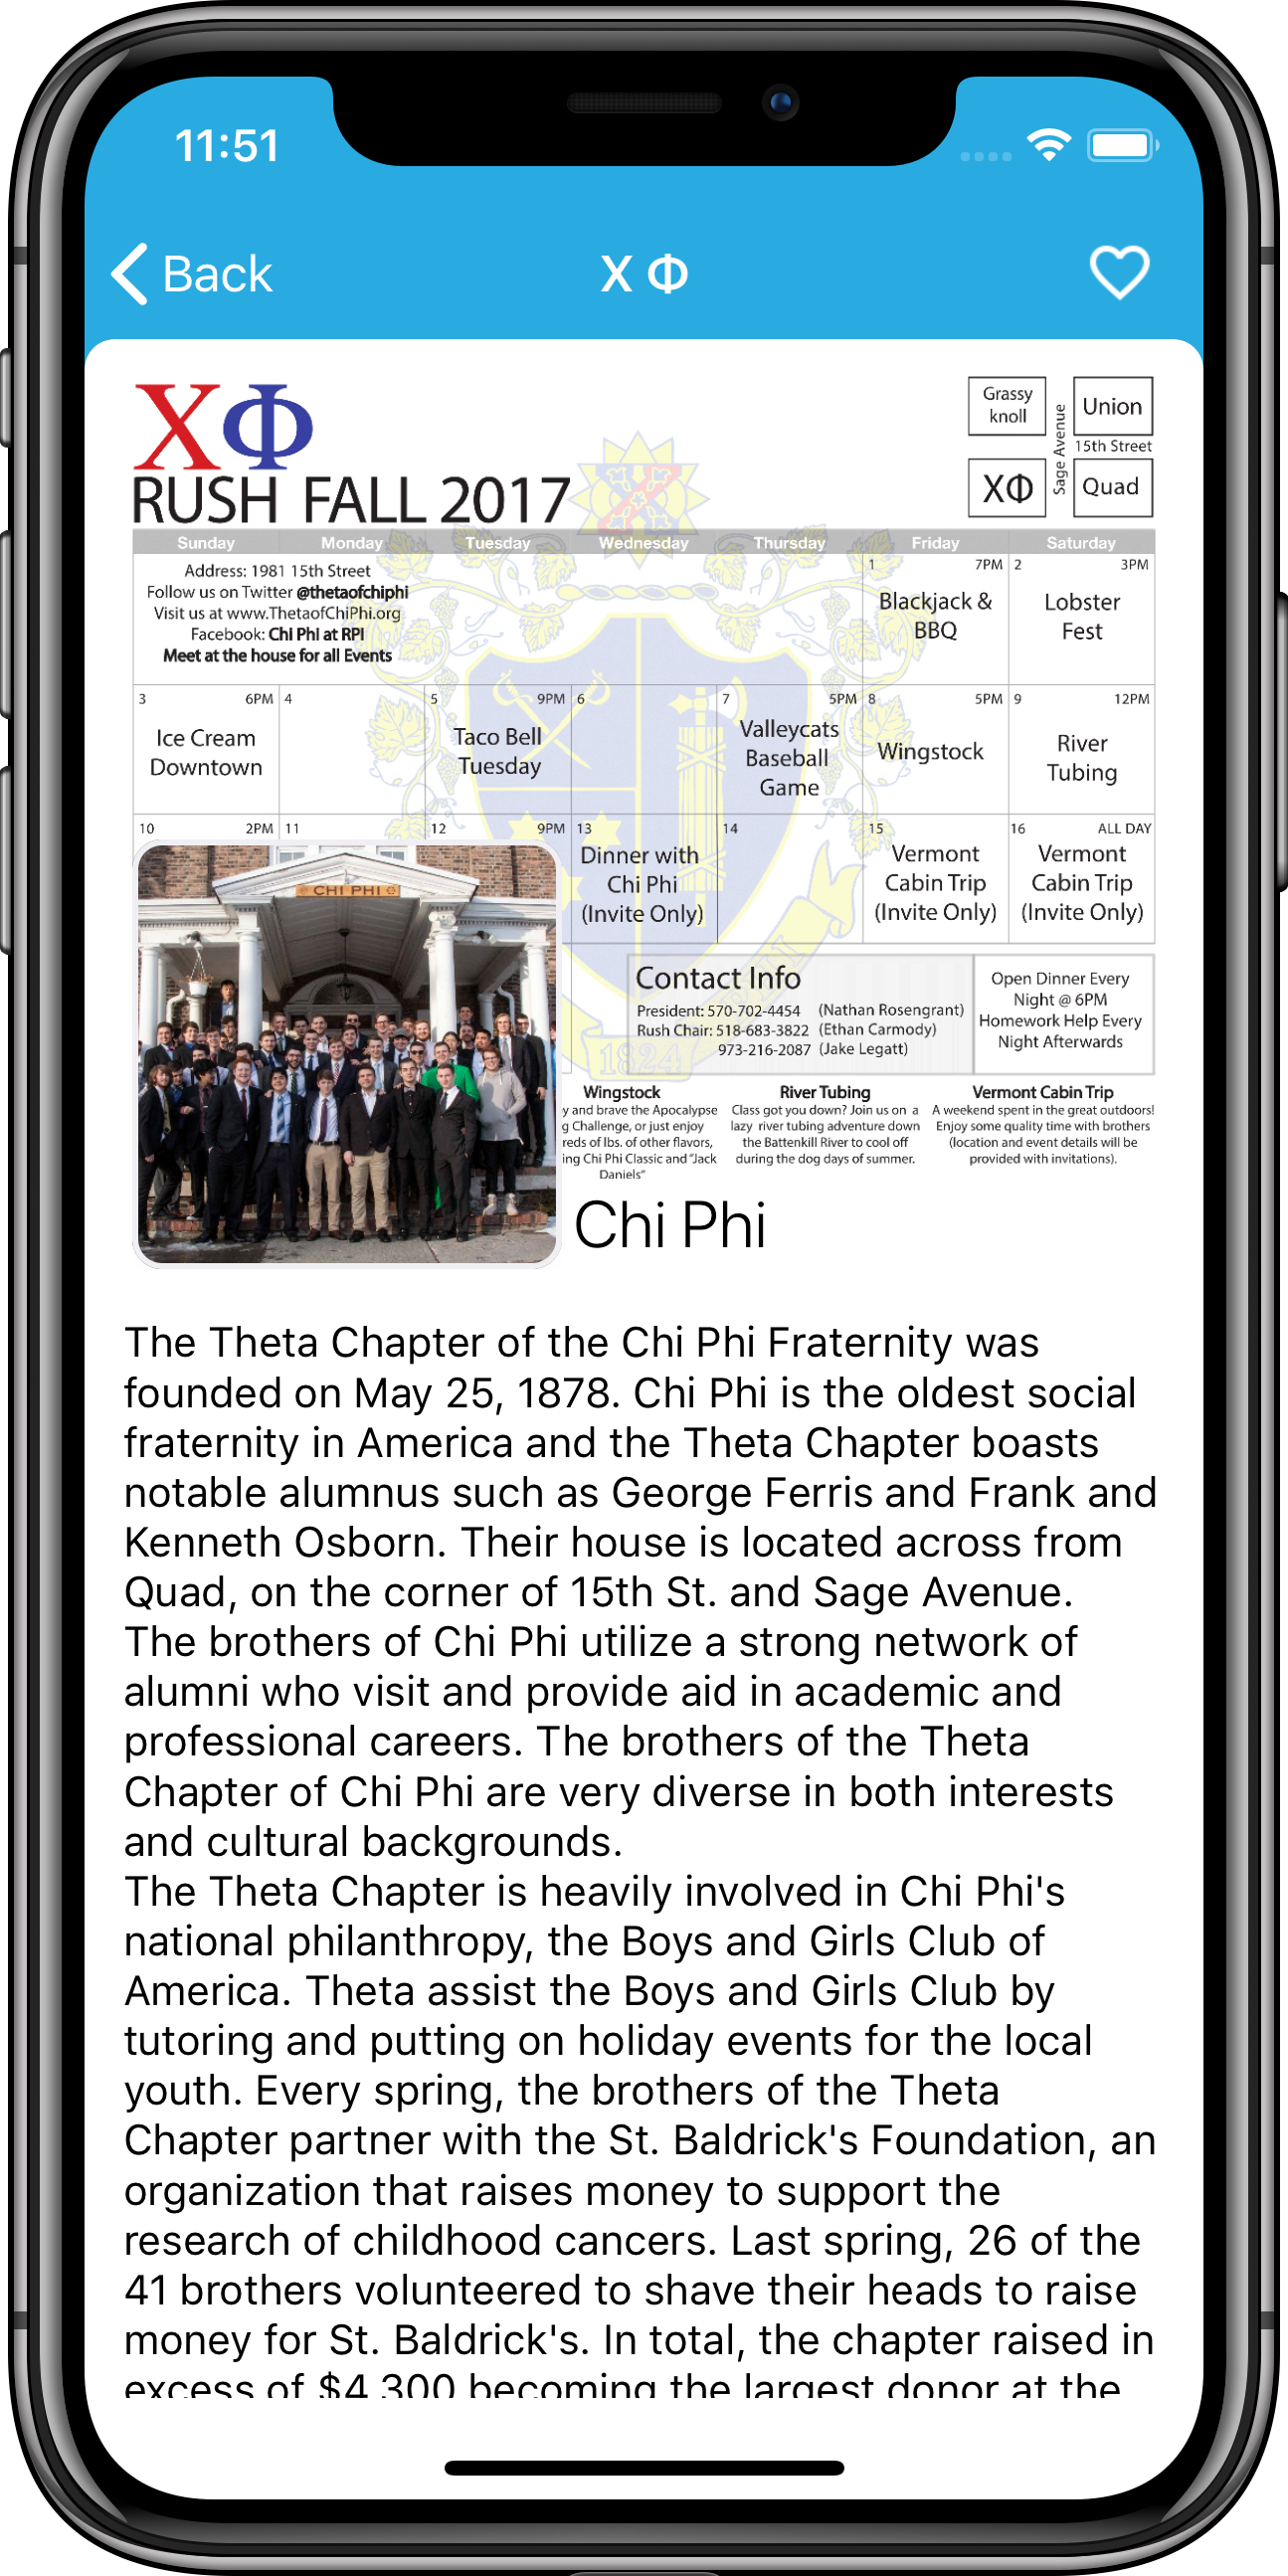 11:51
Back
Χ Φ
ΧΦ
RUSH FALL 2017
Grassy
knoll
Sage Avenue
Union
15th Street
ΧΦ
Quad
Sunday Monday Tuesday Wednesday Thursday Friday Saturday
Address: 1981 15th Street
Follow us on Twitter @thetaofchiphi
Visit us at www.ThetaofChiPhi.org
Facebook: Chi Phi at RPI
Meet at the house for all Events
1 7PM
Blackjack &
BBQ
2 3PM
Lobster
Fest
3 6PM
Ice Cream
Downtown
4
5 9PM
Taco Bell
Tuesday
6
7 5PM
Valleycats
Baseball
Game
8 5PM
Wingstock
9 12PM
River
Tubing
10 2PM
11
12 9PM
13
Dinner with
Chi Phi
(Invite Only)
14
15
Vermont
Cabin Trip
(Invite Only)
16 ALL DAY
Vermont
Cabin Trip
(Invite Only)
CHI PHI
1824
Contact Info
President: 570-702-4454 (Nathan Rosengrant)
Rush Chair: 518-683-3822 (Ethan Carmody)
973-216-2087 (Jake Legatt)
Open Dinner Every
Night @ 6PM
Homework Help Every
Night Afterwards
Wingstock
y and brave the Apocalypse
g Challenge, or just enjoy
reds of lbs. of other flavors,
ing Chi Phi Classic and "Jack
Daniels"
River Tubing
Class got you down? Join us on a
lazy river tubing adventure down
the Battenkill River to cool off
during the dog days of summer.
Vermont Cabin Trip
A weekend spent in the great outdoors!
Enjoy some quality time with brothers
(location and event details will be
provided with invitations).
Chi Phi
The Theta Chapter of the Chi Phi Fraternity was
founded on May 25, 1878. Chi Phi is the oldest social
fraternity in America and the Theta Chapter boasts
notable alumnus such as George Ferris and Frank and
Kenneth Osborn. Their house is located across from
Quad, on the corner of 15th St. and Sage Avenue.
The brothers of Chi Phi utilize a strong network of
alumni who visit and provide aid in academic and
professional careers. The brothers of the Theta
Chapter of Chi Phi are very diverse in both interests
and cultural backgrounds.
The Theta Chapter is heavily involved in Chi Phi's
national philanthropy, the Boys and Girls Club of
America. Theta assist the Boys and Girls Club by
tutoring and putting on holiday events for the local
youth. Every spring, the brothers of the Theta
Chapter partner with the St. Baldrick's Foundation, an
organization that raises money to support the
research of childhood cancers. Last spring, 26 of the
41 brothers volunteered to shave their heads to raise
money for St. Baldrick's. In total, the chapter raised in
excess of $4,300 becoming the largest donor at the